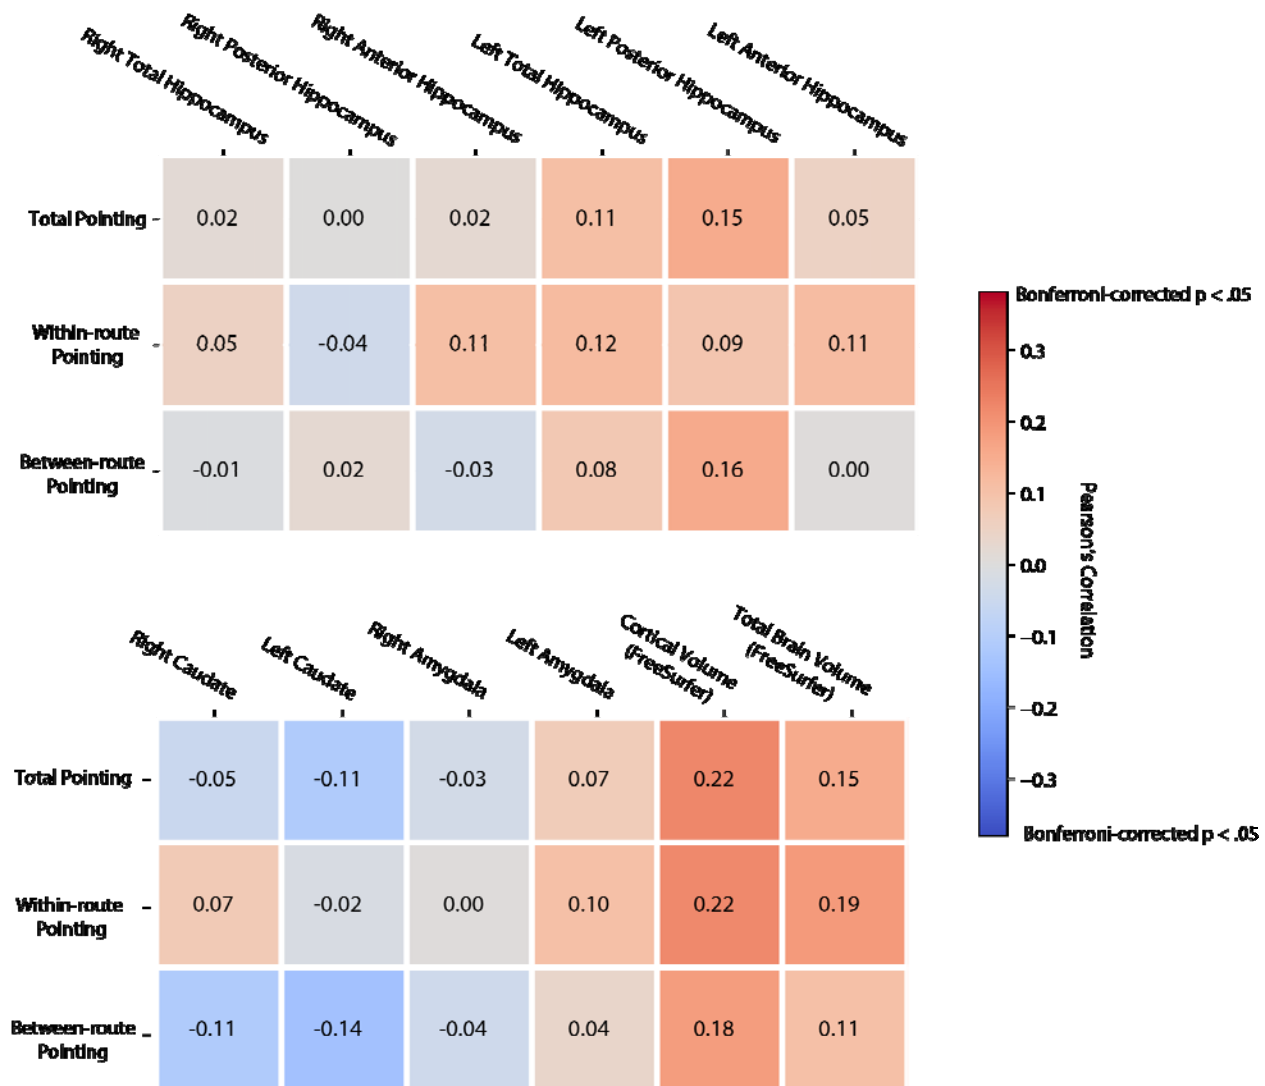 Right Total Hippocampus
Right Posterior Hippocampus
Right Anterior Hippocampus
Left Total Hippocampus
Left Posterior Hippocampus
Left Anterior Hippocampus
Total Pointing
0.02 0.00 0.02 0.11 0.15 0.05
Within-route
Pointing
0.05 -0.04 0.11 0.12 0.09 0.11
Between-route
Pointing
-0.01 0.02 -0.03 0.08 0.16 0.00
Bonferroni-corrected p < .05
0.3
0.2
0.1
0.0
−0.1
−0.2
−0.3
Bonferroni-corrected p < .05
Pearson's Correlation
Right Caudate
Left Caudate
Right Amygdala
Left Amygdala
Cortical Volume
(FreeSurfer)
Total Brain Volume
(FreeSurfer)
Total Pointing
-0.05 -0.11 -0.03 0.07 0.22 0.15
Within-route
Pointing
0.07 -0.02 0.00 0.10 0.22 0.19
Between-route
Pointing
-0.11 -0.14 -0.04 0.04 0.18 0.11